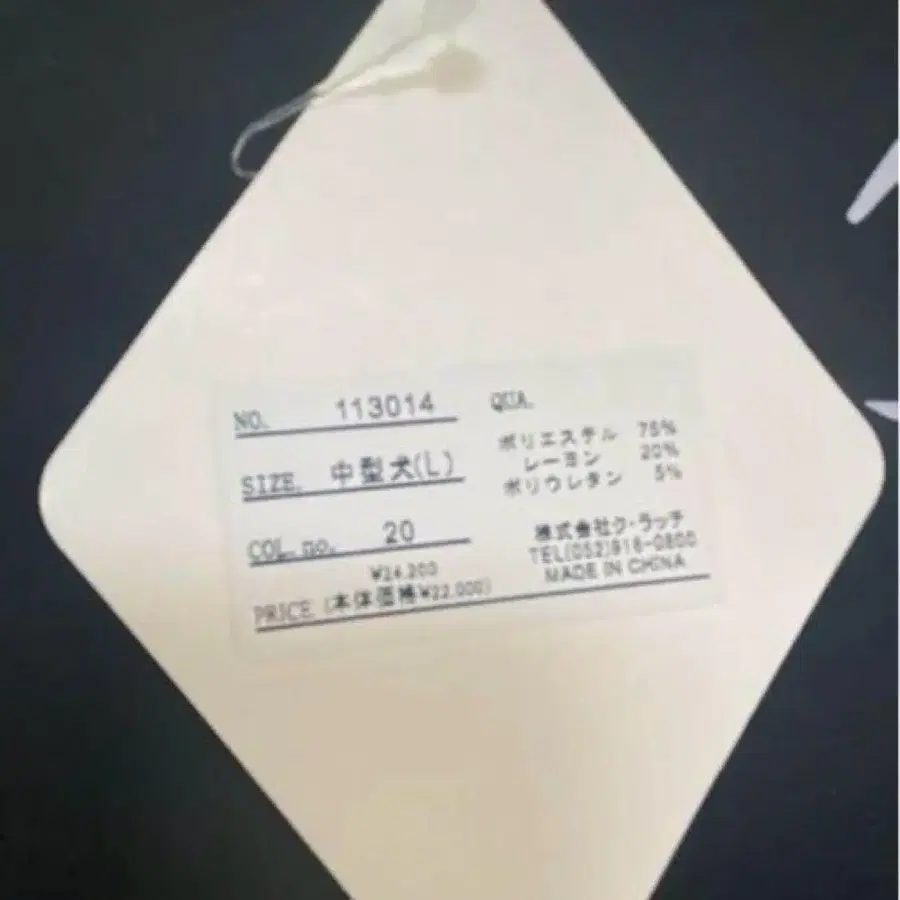 NO. 113014
SIZE. 中型犬(L)
COL. no. 20
¥24,200
PRICE (本体価格¥22,000)
QUA.
ポリエステル 75%
レーヨン 20%
ポリウレタン 5%
株式会社ク・ラッテ
TEL(052)918-0800
MADE IN CHINA